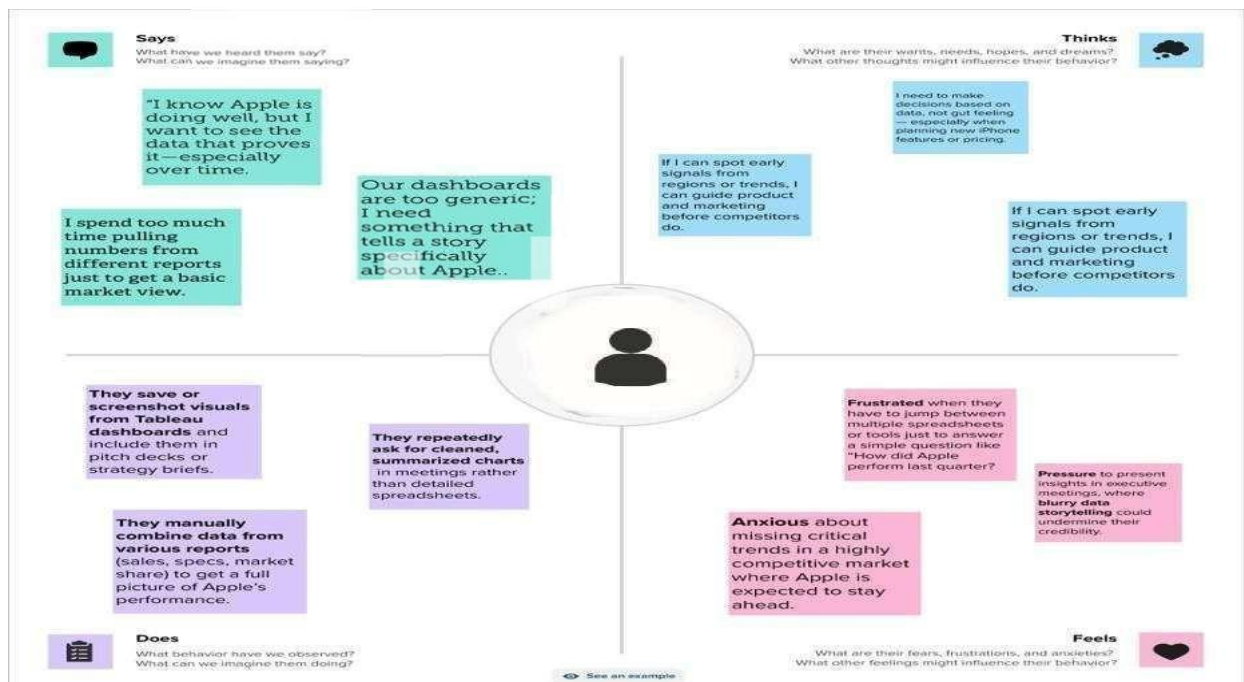 Says
What have we heard them say?
What can we imagine them saying?
"I know Apple is
doing well, but I
want to see the
data that proves
it—especially
over time.
Our dashboards
are too generic;
I need
something that
tells a story
specifically
about Apple..
I spend too much
time pulling
numbers from
different reports
just to get a basic
market view.
Thinks
What are their wants, needs, hopes, and dreams?
What other thoughts might influence their behavior?
I need to make
decisions based on
data, not gut feeling
— especially when
planning new iPhone
features or pricing.
If I can spot early
signals from
regions or trends, I
can guide product
and marketing
before competitors
do.
If I can spot early
signals from
regions or trends, I
can guide product
and marketing
before competitors
do.
They save or
screenshot visuals
from Tableau
dashboards and
include them in
pitch decks or
strategy briefs.
They repeatedly
ask for cleaned,
summarized charts
in meetings rather
than detailed
spreadsheets.
They manually
combine data from
various reports
(sales, specs, market
share) to get a full
picture of Apple's
performance.
Does
What behavior have we observed?
What can we imagine them doing?
Frustrated when they
have to jump between
multiple spreadsheets
or tools just to answer
a simple question like
"How did Apple
perform last quarter?
Pressure to present
insights in executive
meetings, where
blurry data
storytelling could
undermine their
credibility.
Anxious about
missing critical
trends in a highly
competitive market
where Apple is
expected to stay
ahead.
Feels
What are their fears, frustrations, and anxieties?
What other feelings might influence their behavior?
See an example